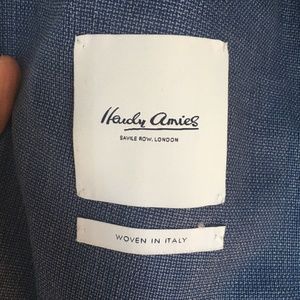 Hardy Amies
SAVILE ROW, LONDON
WOVEN IN ITALY